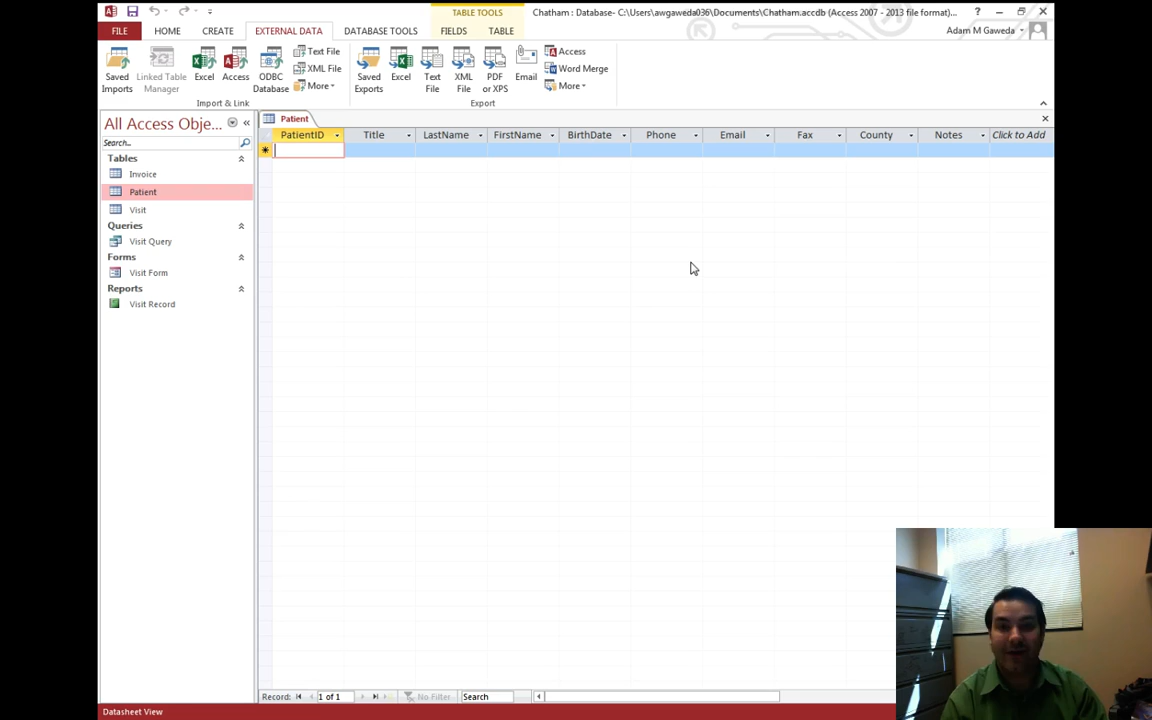 TABLE TOOLS
Chatham : Database- C:\Users\awgaweda036\Documents\Chatham.accdb (Access 2007 - 2013 file format)...
FILE HOME CREATE EXTERNAL DATA DATABASE TOOLS FIELDS TABLE
Adam M Gaweda
Saved Imports
Linked Table Manager
Excel
Access
ODBC Database
Text File
XML File
More
Import & Link
Saved Exports
Excel
Text File
XML File
PDF or XPS
Email
Access
Word Merge
More
Export
All Access Obje...
Search...
Tables
Invoice
Patient
Visit
Queries
Visit Query
Forms
Visit Form
Reports
Visit Record
Patient
PatientID Title LastName FirstName BirthDate Phone Email Fax County Notes Click to Add
Record: 1 of 1 No Filter Search
Datasheet View